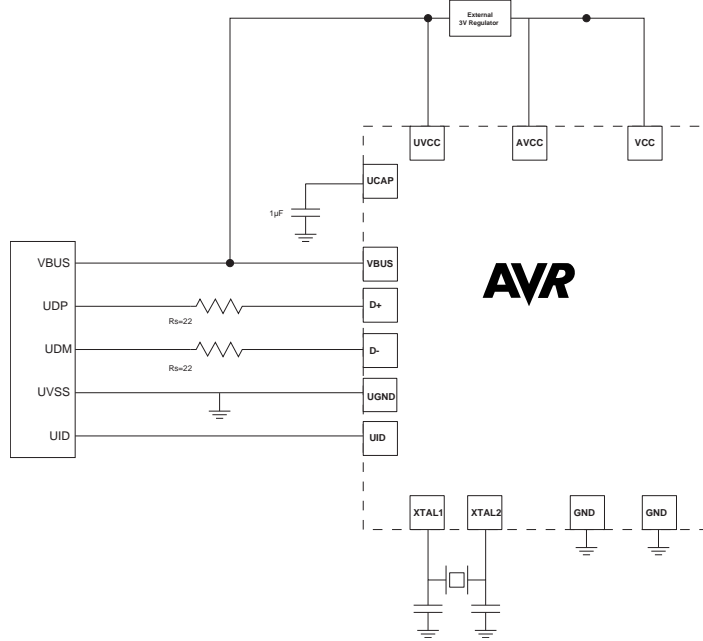 External
3V Regulator
UVCC
AVCC
VCC
UCAP
1µF
VBUS
VBUS
AVR
UDP
Rs=22
D+
UDM
Rs=22
D-
UVSS
UGND
UID
UID
XTAL1
XTAL2
GND
GND